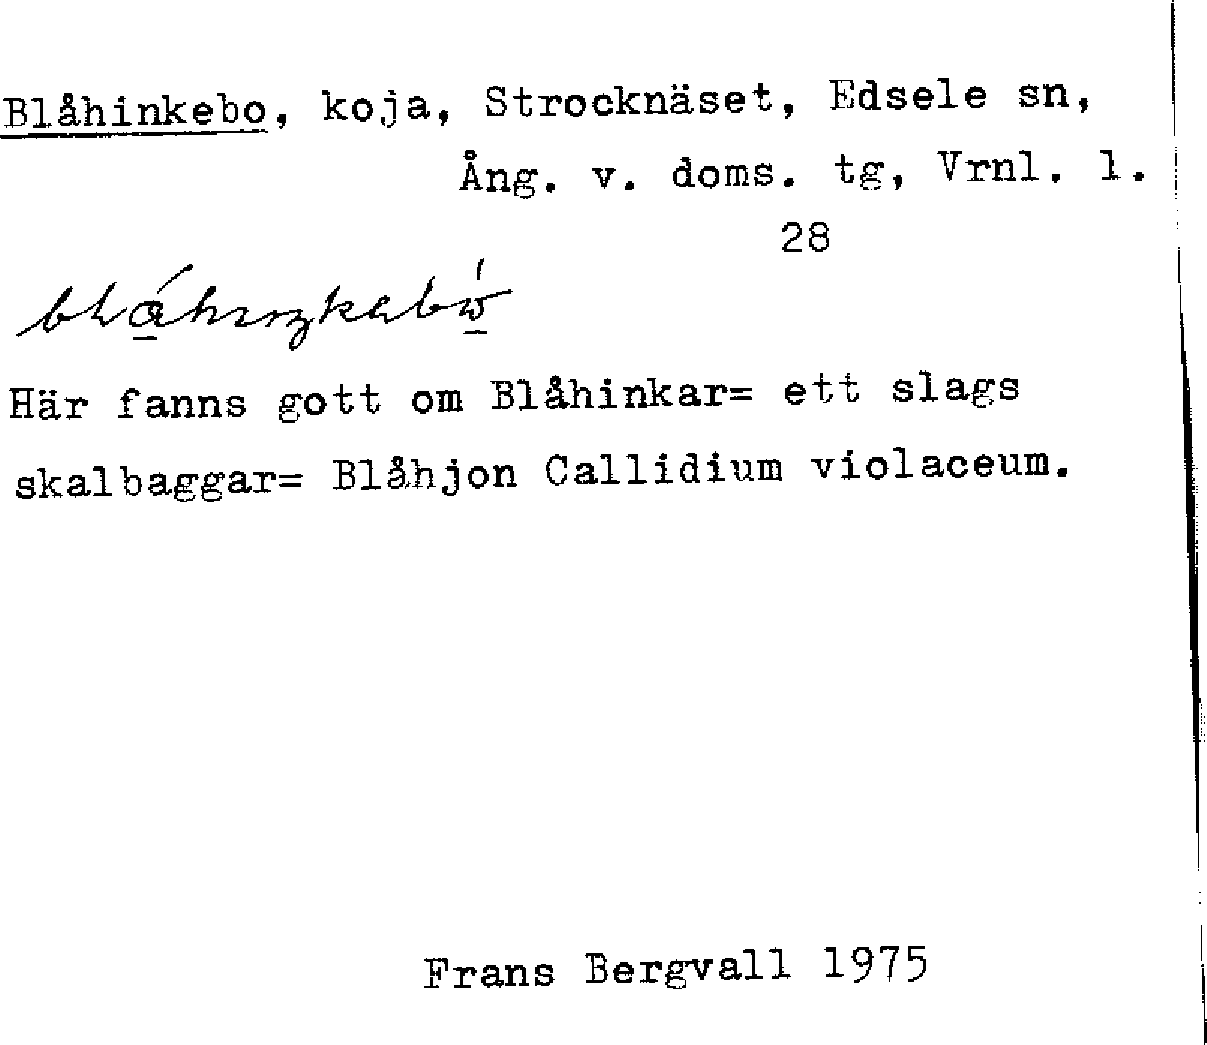 Blåhinkebo, koja, Strocknäset, Edsele sn,
Ång. v. doms. tg, Vrnl. l.
28
Här fanns gott om Blåhinkar= ett slags
skalbaggar= Blåhjon Callidium violaceum.
Frans Bergvall 1975